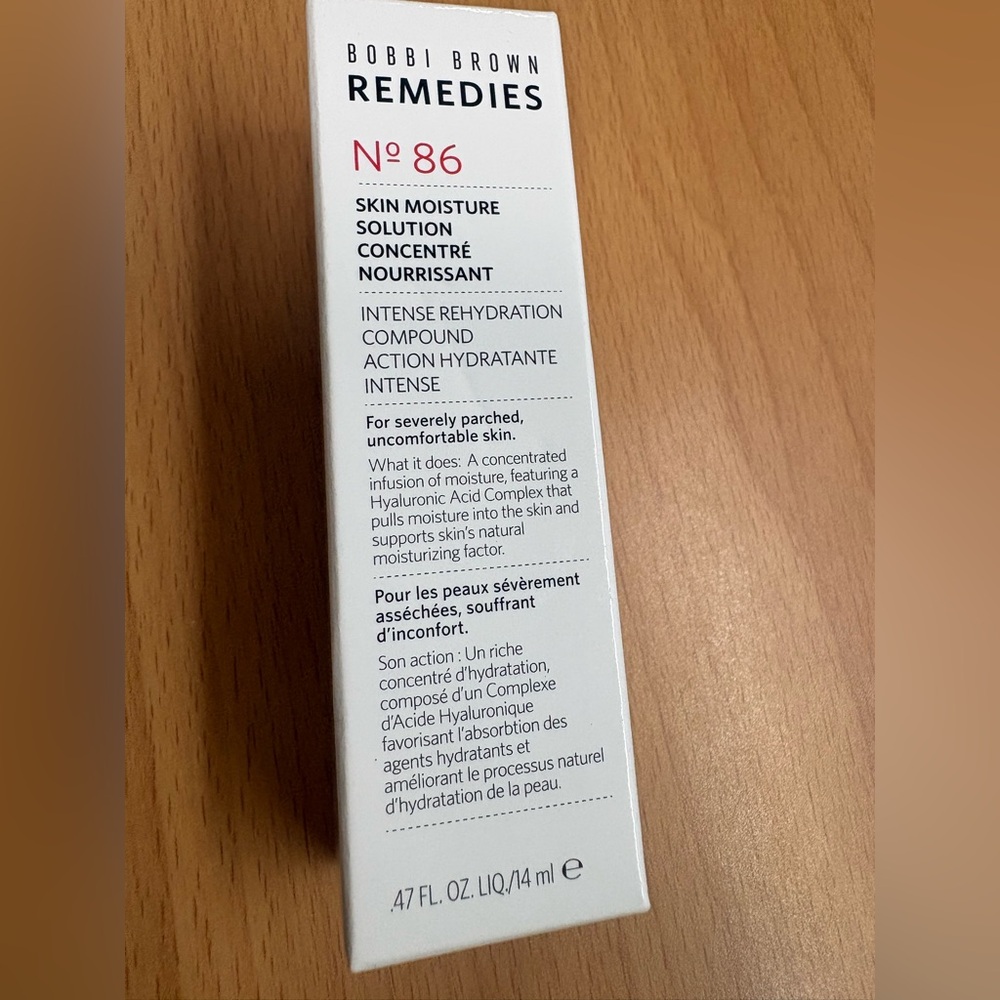 BOBBI BROWN
REMEDIES
Nº 86
SKIN MOISTURE
SOLUTION
CONCENTRÉ
NOURRISSANT
INTENSE REHYDRATION
COMPOUND
ACTION HYDRATANTE
INTENSE
For severely parched,
uncomfortable skin.
What it does: A concentrated
infusion of moisture, featuring a
Hyaluronic Acid Complex that
pulls moisture into the skin and
supports skin's natural
moisturizing factor.
Pour les peaux sévèrement
asséchées, souffrant
d'inconfort.
Son action : Un riche
concentré d'hydratation,
composé d'un Complexe
d'Acide Hyaluronique
favorisant l'absorbtion des
agents hydratants et
améliorant le processus naturel
d'hydratation de la peau.
.47 FL. OZ. LIQ./14 ml ℮